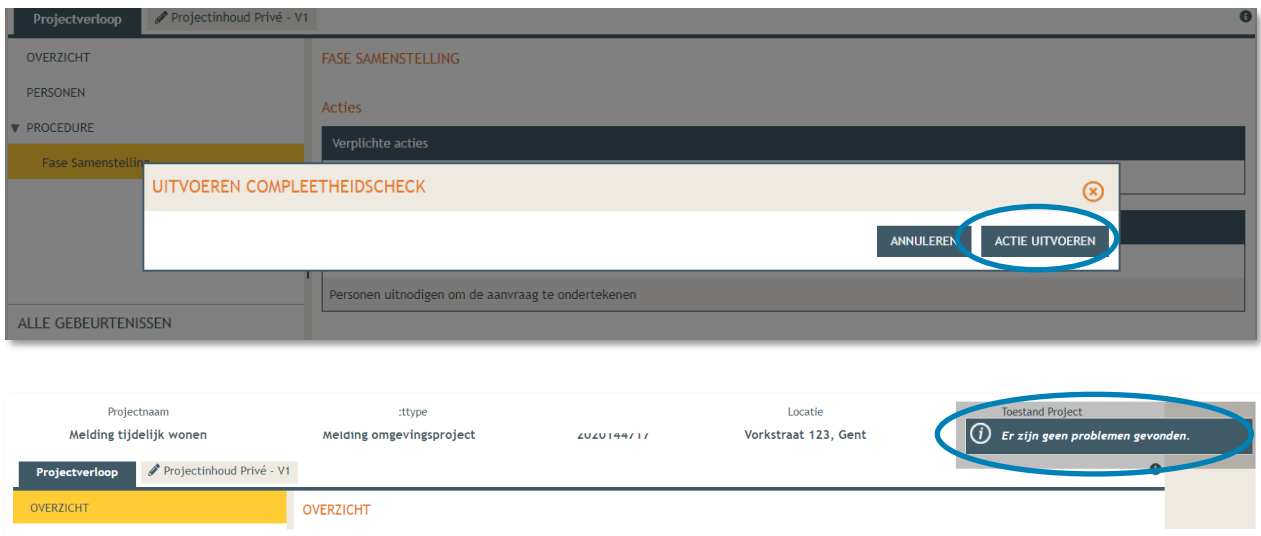 Projectverloop
Projectinhoud Privé - V1
OVERZICHT
FASE SAMENSTELLING
PERSONEN
Acties
PROCEDURE
Verplichte acties
Fase Samenstelling
UITVOEREN COMPLEETHEIDSCHECK
ANNULEREN
ACTIE UITVOEREN
Personen uitnodigen om de aanvraag te ondertekenen
ALLE GEBEURTENISSEN
Projectnaam
:ttype
Locatie
Toestand Project
Melding tijdelijk wonen
Melding omgevingsproject
2020144717
Vorkstraat 123, Gent
Er zijn geen problemen gevonden.
Projectverloop
Projectinhoud Privé - V1
OVERZICHT
OVERZICHT